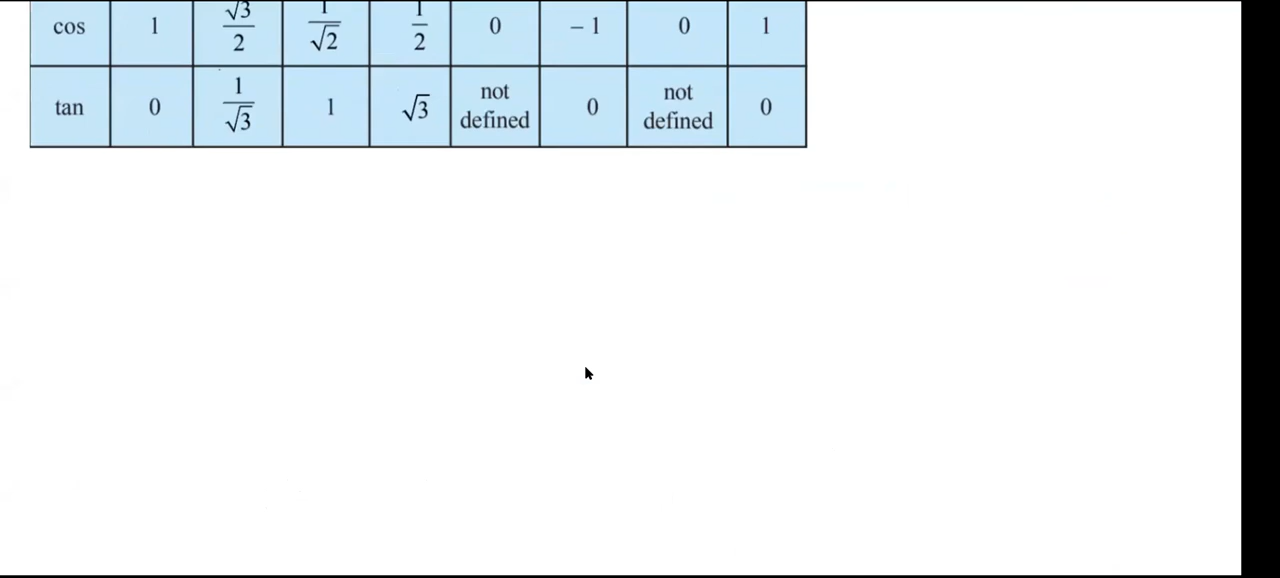 cos 1 √3/2 1/√2 1/2 0 – 1 0 1
tan 0 1/√3 1 √3 not defined 0 not defined 0